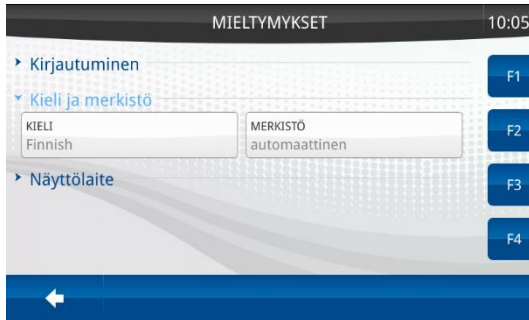 MIELTYMYKSET 10:05
Kirjautuminen
F1
Kieli ja merkistö
KIELI MERKISTÖ
F2
Finnish automaattinen
Näyttölaite
F3
F4